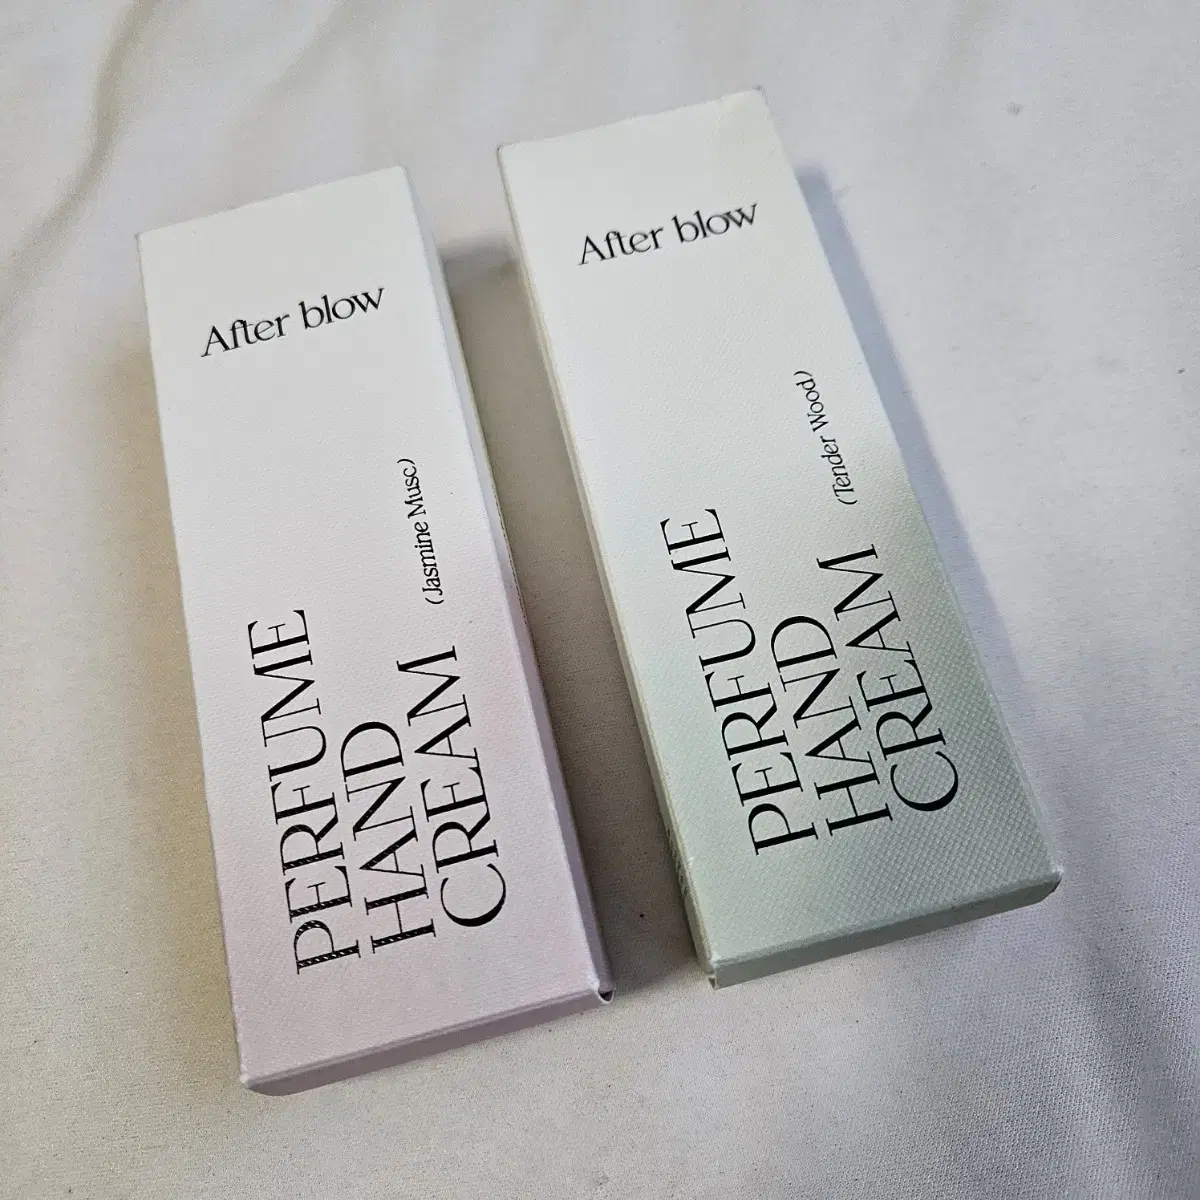 After blow
PERFUME
HAND
CREAM
(Jasmine Musc)
After blow
PERFUME
HAND
CREAM
(Tender Wood)